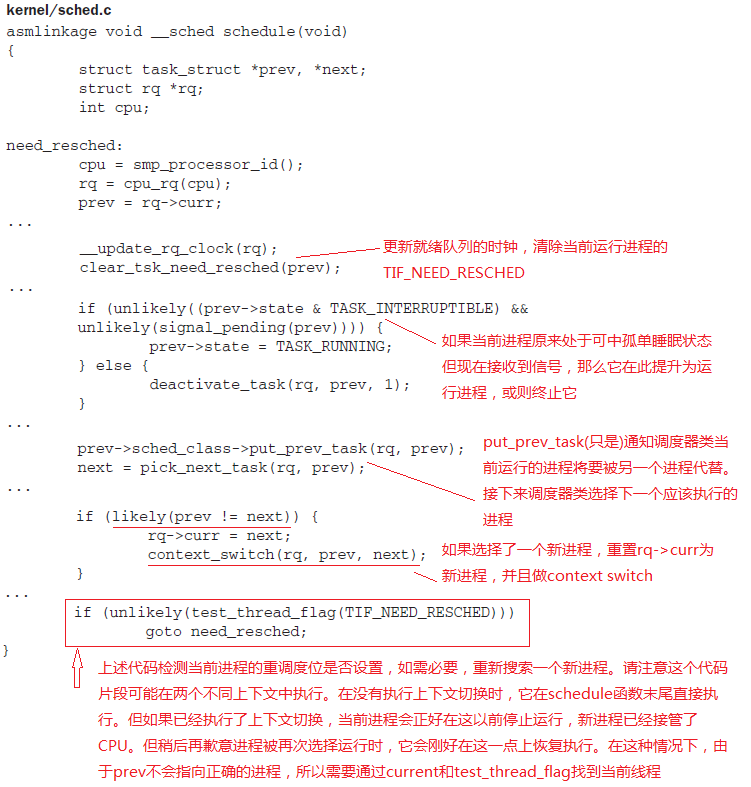 kernel/sched.c
asmlinkage void __sched schedule(void)
{
struct task_struct *prev, *next;
struct rq *rq;
int cpu;
need_resched:
cpu = smp_processor_id();
rq = cpu_rq(cpu);
prev = rq->curr;
...
__update_rq_clock(rq);
clear_tsk_need_resched(prev);
更新就绪队列的时钟，清除当前运行进程的
TIF_NEED_RESCHED
...
if (unlikely((prev->state & TASK_INTERRUPTIBLE) &&
unlikely(signal_pending(prev)))) {
prev->state = TASK_RUNNING;
} else {
deactivate_task(rq, prev, 1);
}
如果当前进程原来处于可中孤单睡眠状态
但现在接收到信号，那么它在此提升为运
行进程，或则终止它
...
prev->sched_class->put_prev_task(rq, prev);
next = pick_next_task(rq, prev);
put_prev_task(只是)通知调度器类当
前运行的进程将要被另一个进程代替。
接下来调度器类选择下一个应该执行的
进程
...
if (likely(prev != next)) {
rq->curr = next;
context_switch(rq, prev, next);
}
如果选择了一个新进程，重置rq->curr为
新进程，并且做context switch
...
if (unlikely(test_thread_flag(TIF_NEED_RESCHED)))
goto need_resched;
}
上述代码检测当前进程的重调度位是否设置，如需必要，重新搜索一个新进程。请注意这个代码
片段可能在两个不同上下文中执行。在没有执行上下文切换时，它在schedule函数末尾直接执
行。但如果已经执行了上下文切换，当前进程会正好在这以前停止运行，新进程已经接管了
CPU。但稍后再歉意进程被再次选择运行时，它会刚好在这一点上恢复执行。在这种情况下，由
于prev不会指向正确的进程，所以需要通过current和test_thread_flag找到当前线程